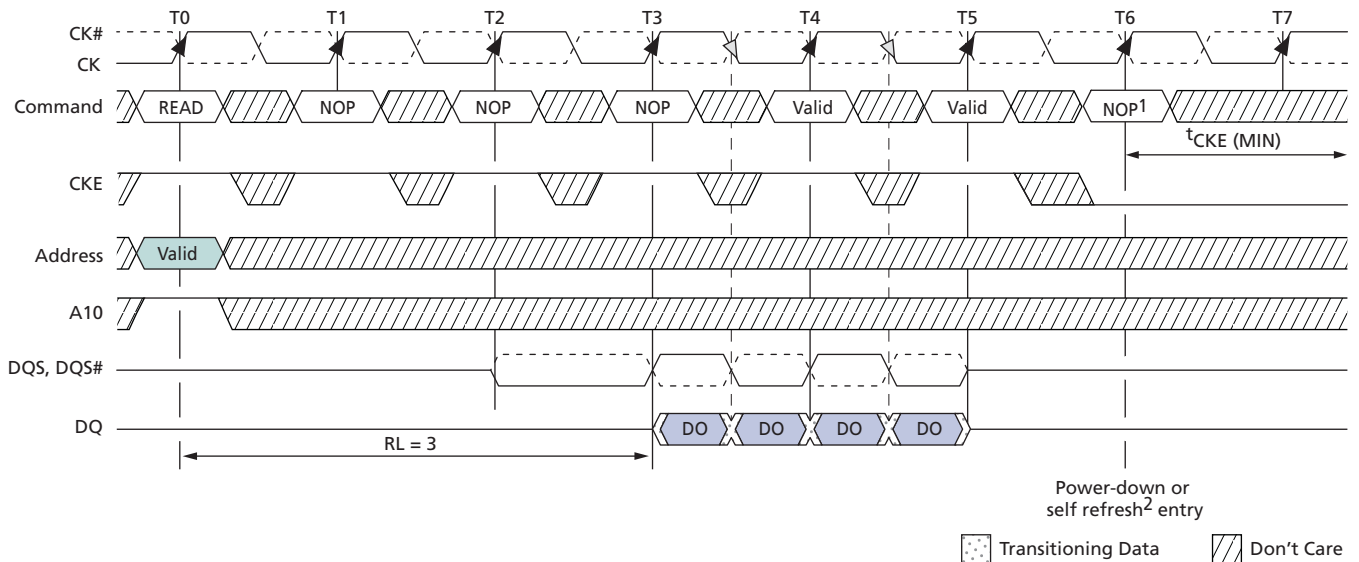 T0 T1 T2 T3 T4 T5 T6 T7
CK#
CK
Command READ NOP NOP NOP Valid Valid NOP1
tCKE (MIN)
CKE
Address Valid
A10
DQS, DQS#
DQ DO DO DO DO
RL = 3
Power-down or
self refresh2 entry
Transitioning Data Don't Care